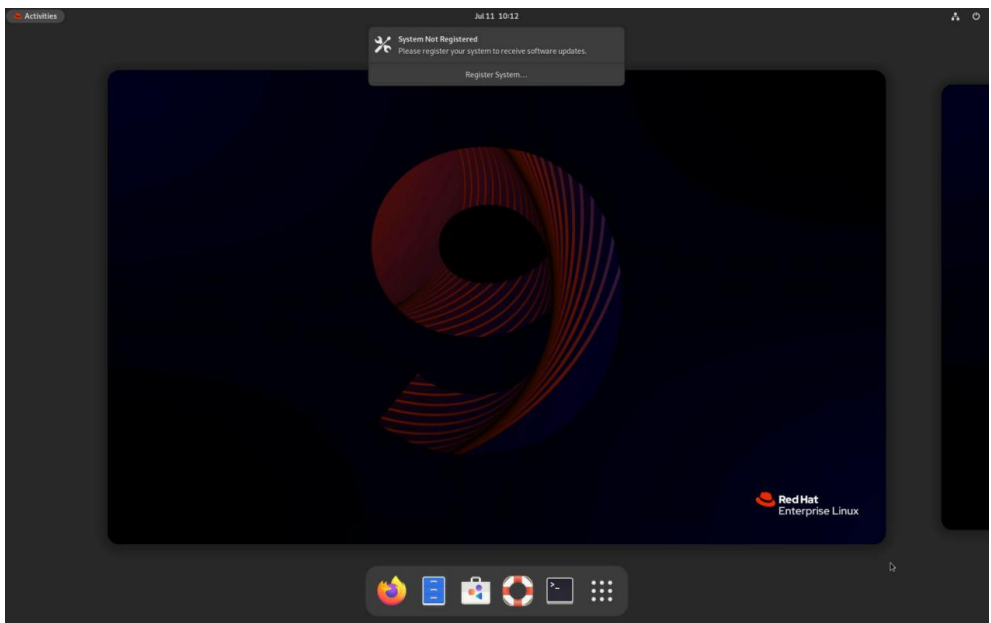 Activities
Jul 11 10:12
System Not Registered
Please register your system to receive software updates.
Register System...
9
Red Hat
Enterprise Linux
>_